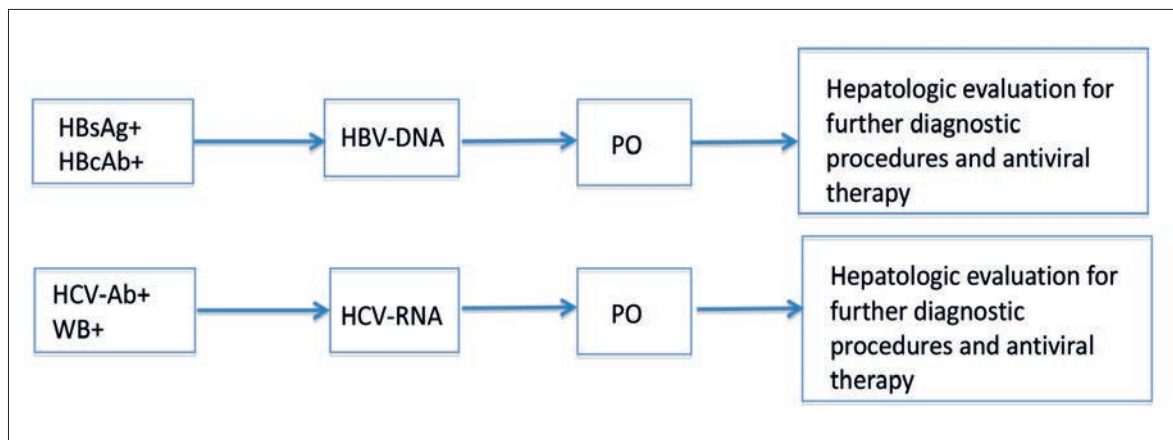 HBsAg+
HBcAb+
HBV-DNA
PO
Hepatologic evaluation for
further diagnostic
procedures and antiviral
therapy
HCV-Ab+
WB+
HCV-RNA
PO
Hepatologic evaluation for
further diagnostic
procedures and antiviral
therapy